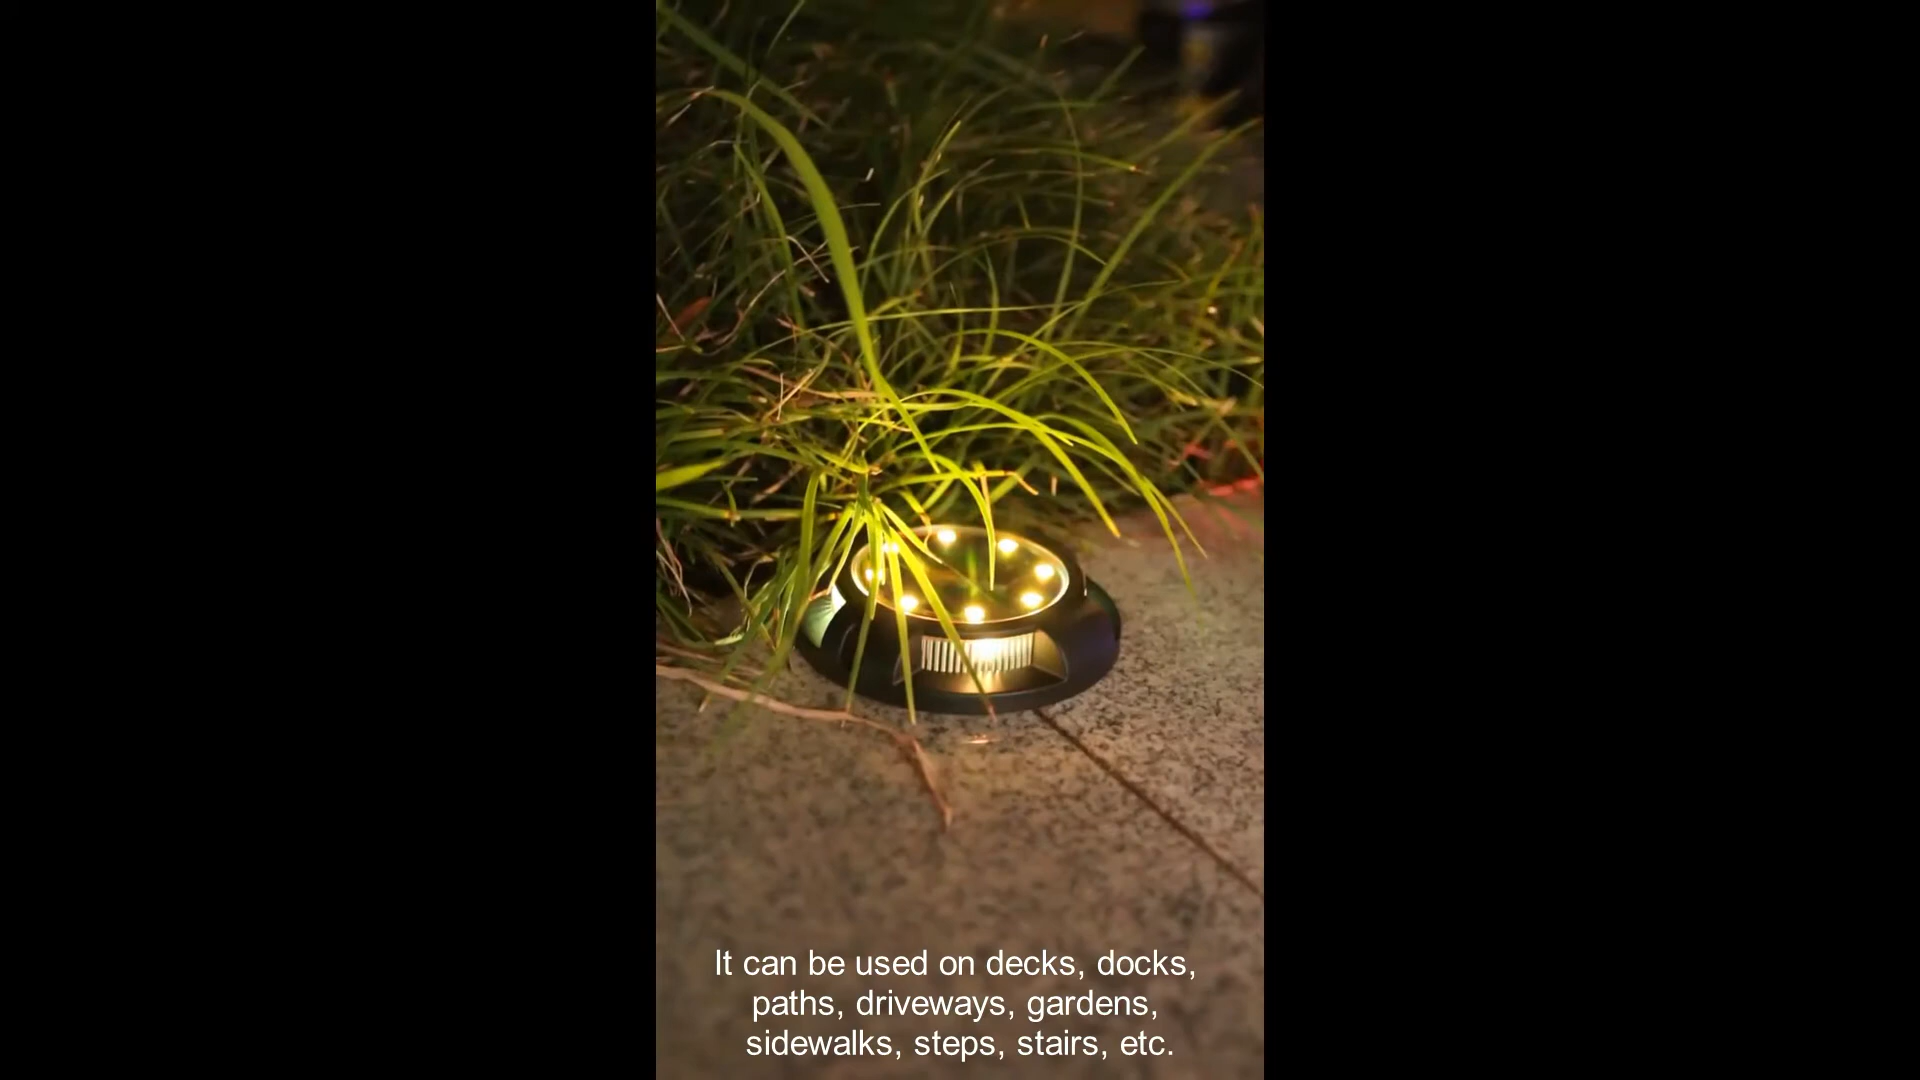 It can be used on decks, docks,
paths, driveways, gardens,
sidewalks, steps, stairs, etc.